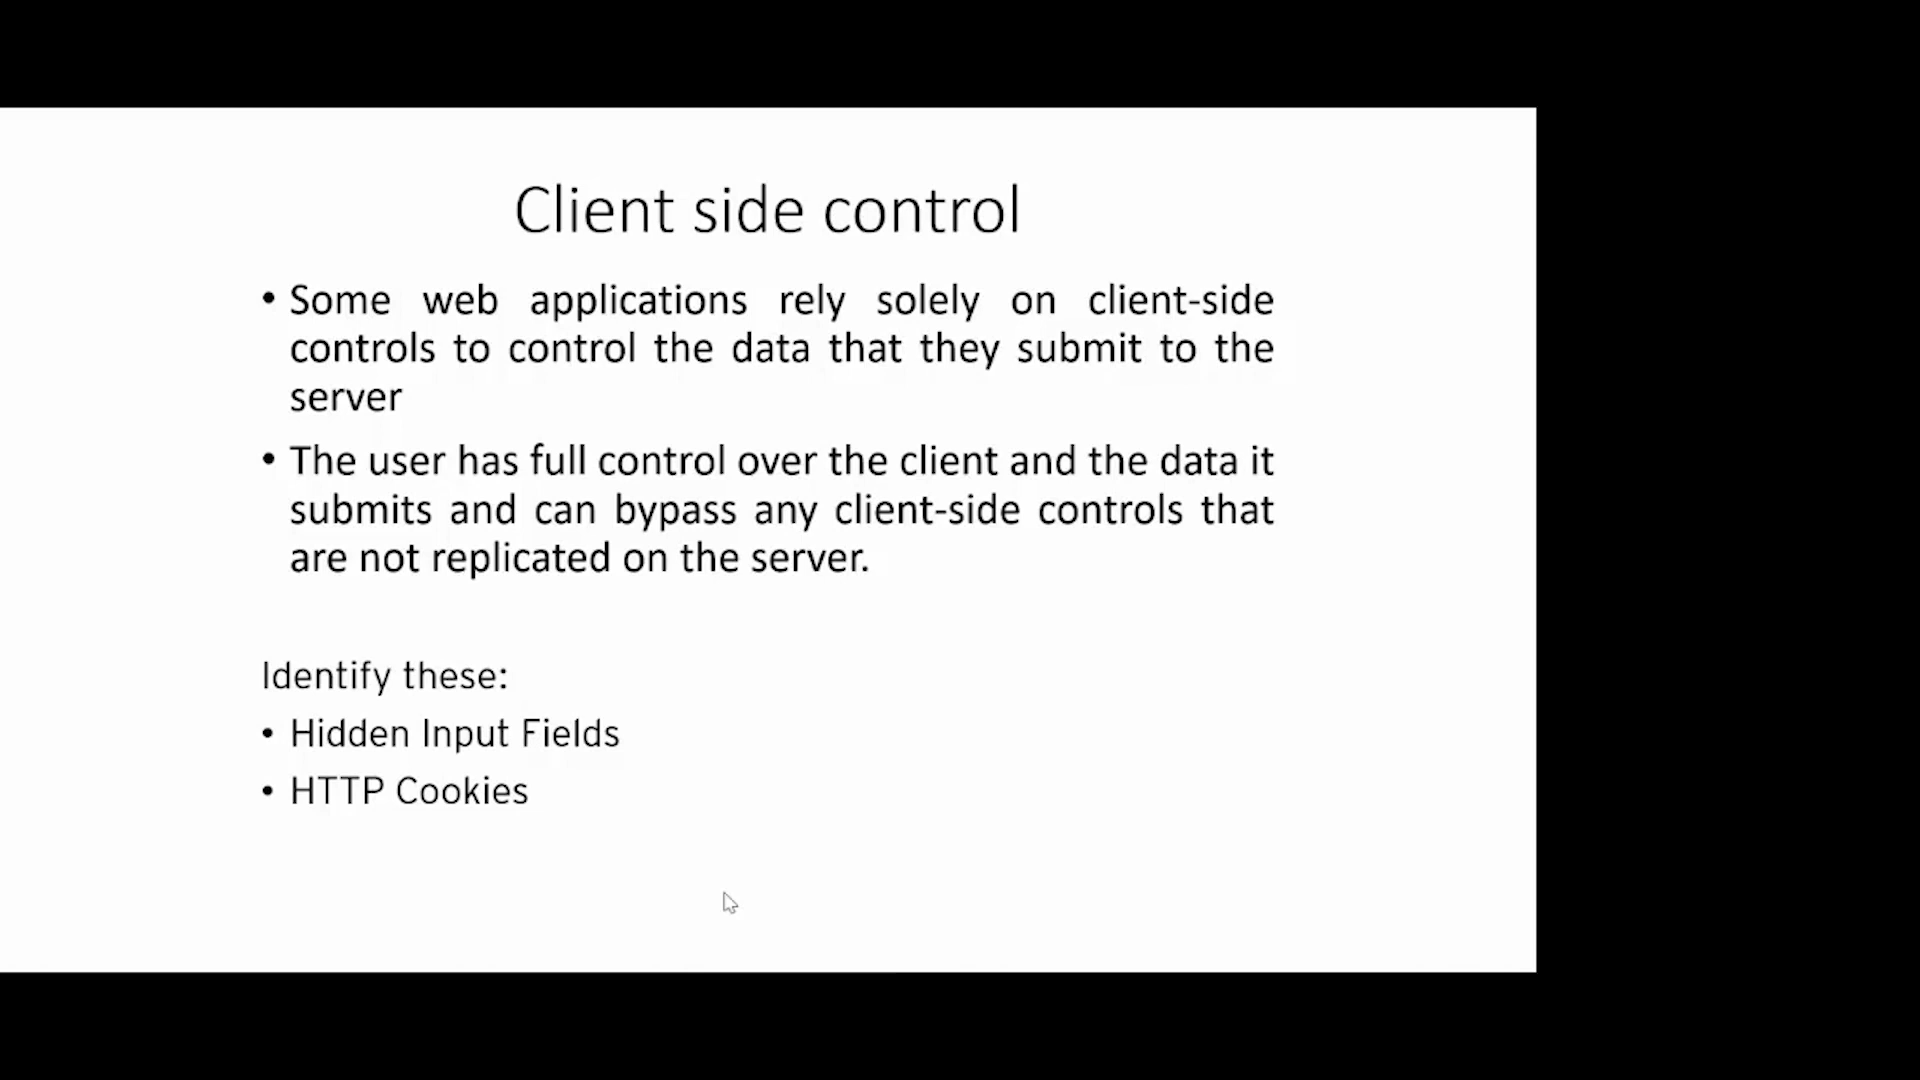 Client side control
• Some web applications rely solely on client-side
controls to control the data that they submit to the
server
• The user has full control over the client and the data it
submits and can bypass any client-side controls that
are not replicated on the server.
Identify these:
• Hidden Input Fields
• HTTP Cookies